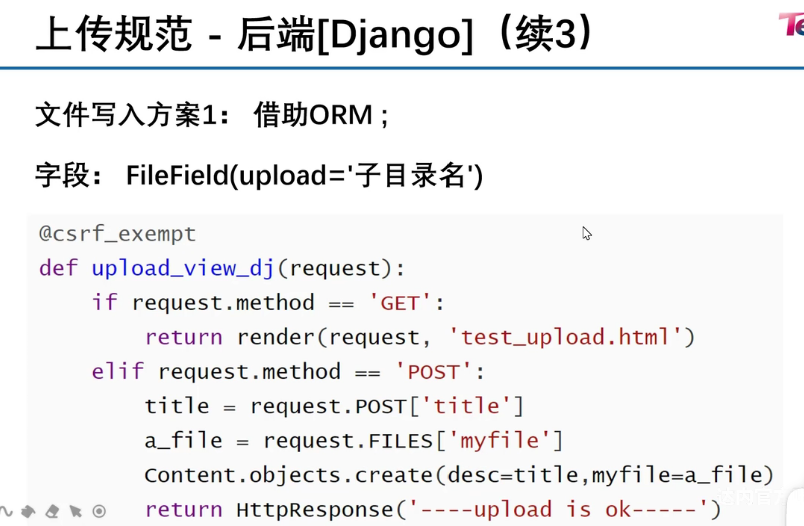 上传规范 - 后端[Django]（续3）
文件写入方案1： 借助ORM ;
字段： FileField(upload='子目录名')
@csrf_exempt
def upload_view_dj(request):
    if request.method == 'GET':
        return render(request, 'test_upload.html')
    elif request.method == 'POST':
        title = request.POST['title']
        a_file = request.FILES['myfile']
        Content.objects.create(desc=title,myfile=a_file)
        return HttpResponse('----upload is ok-----')